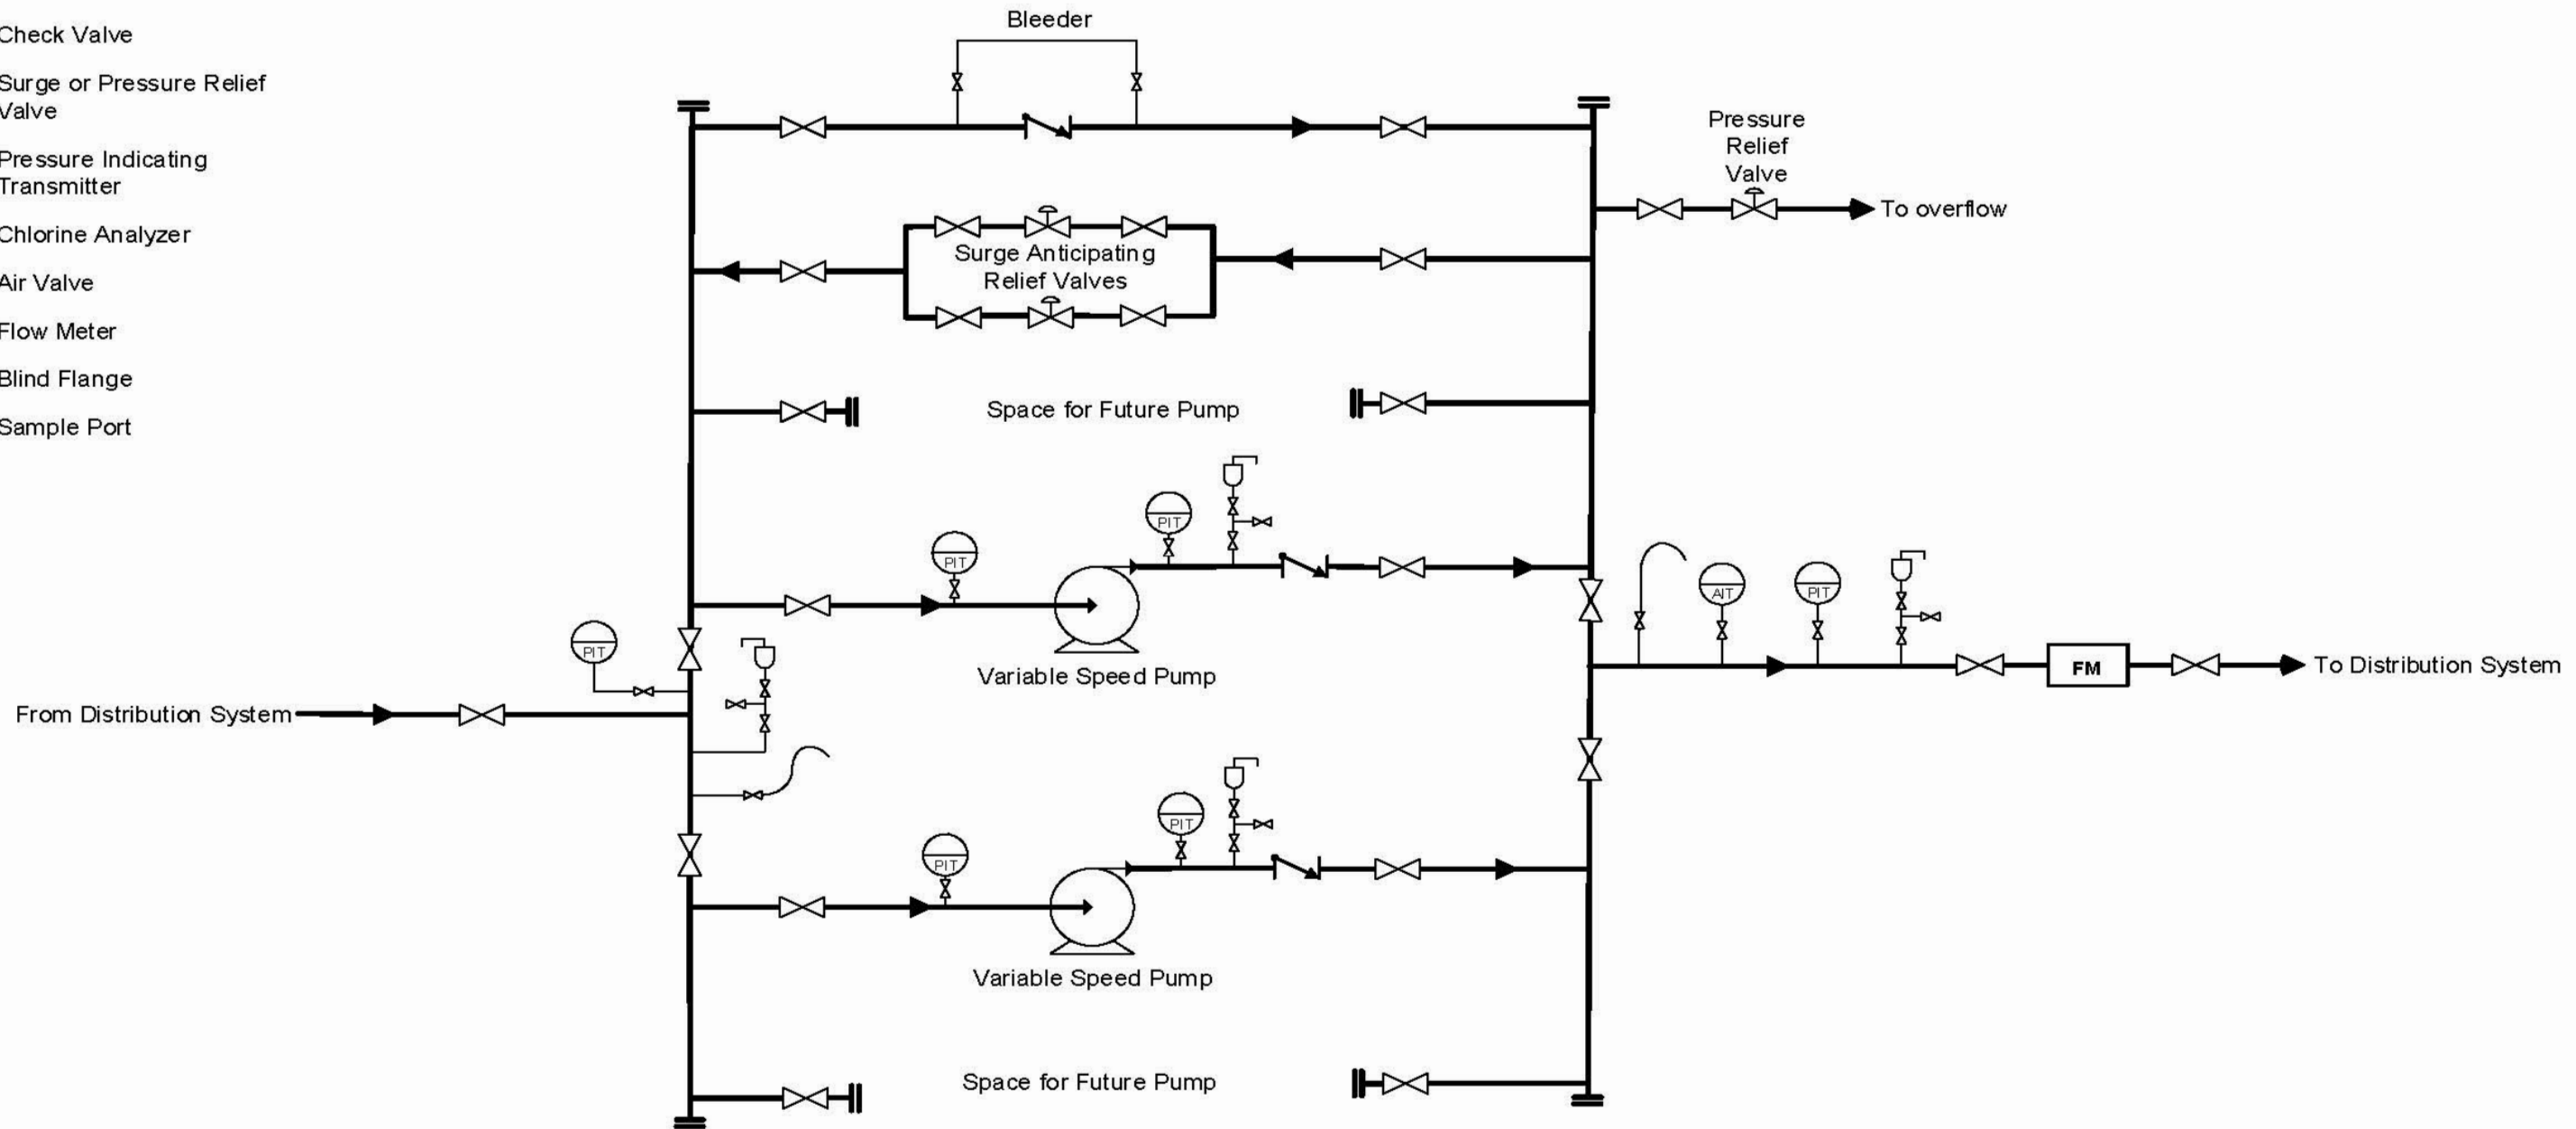 Check Valve
Surge or Pressure Relief
Valve
Pressure Indicating
Transmitter
Chlorine Analyzer
Air Valve
Flow Meter
Blind Flange
Sample Port
Bleeder
Pressure
Relief
Valve
To overflow
Surge Anticipating
Relief Valves
Space for Future Pump
PIT
PIT
Variable Speed Pump
PIT
From Distribution System
AIT
PIT
FM
To Distribution System
PIT
PIT
Variable Speed Pump
Space for Future Pump